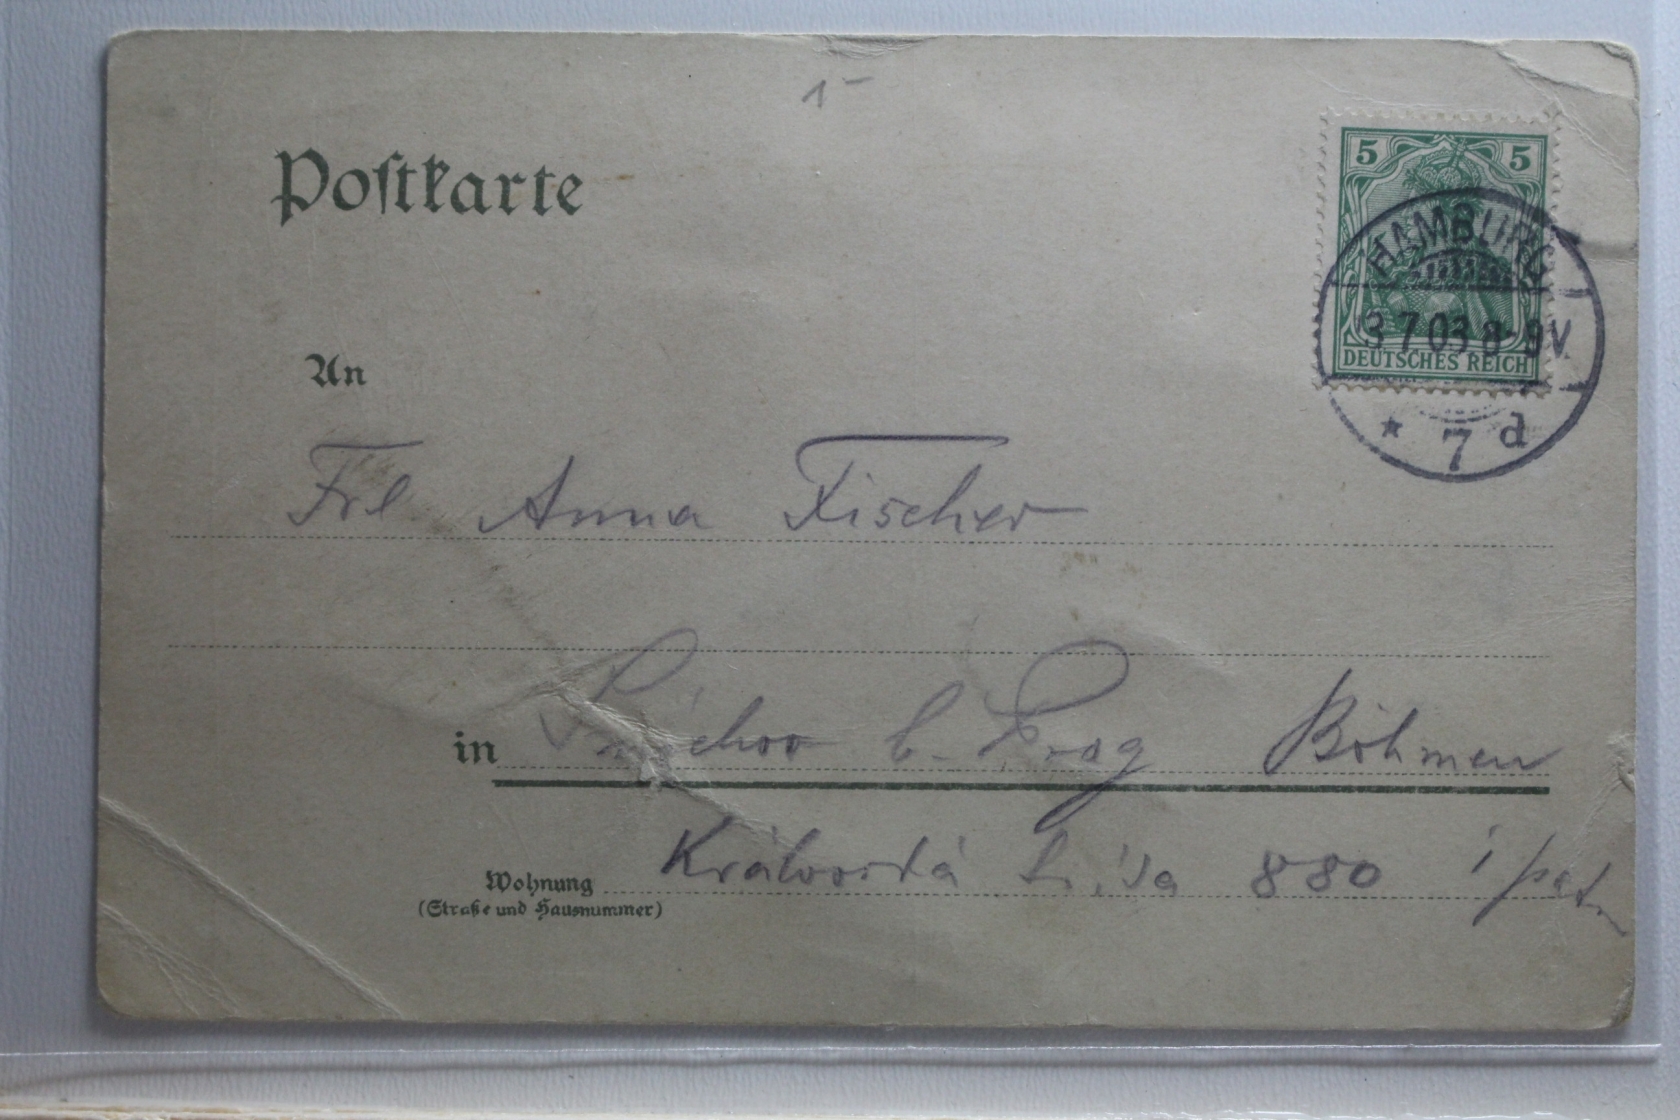 1-
Postkarte
5 5
HAMBURG
3 7 03 8-9V
DEUTSCHES REICH
* 7 d
An
Frl Anna Fischer
in b. Prag Böhmen
Wohnung Královská 880
(Straße und Hausnummer)